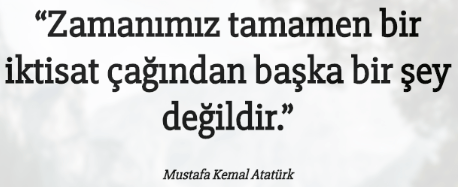 “Zamanımız tamamen bir
iktisat çağından başka bir şey
değildir.”
Mustafa Kemal Atatürk